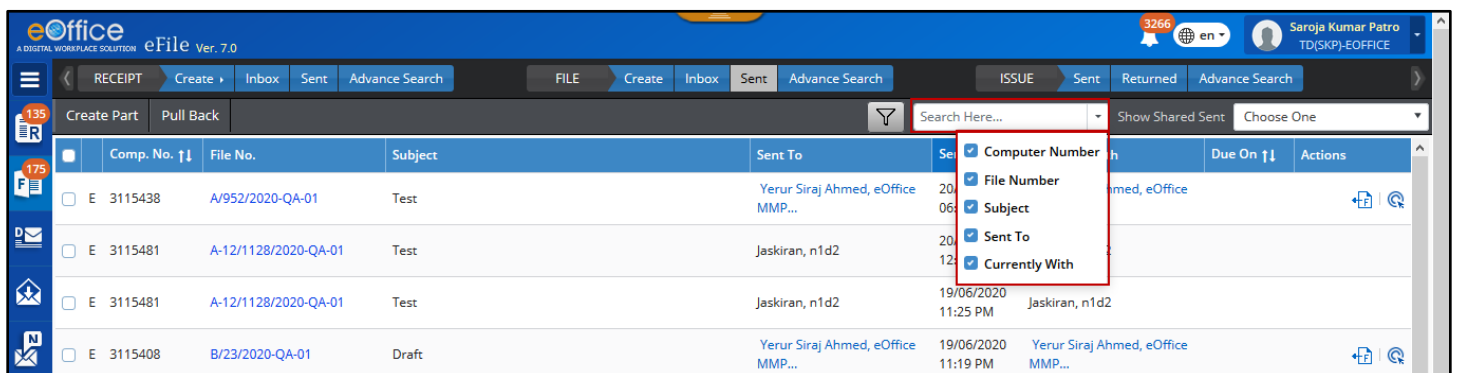 eOffice
A DIGITAL WORKPLACE SOLUTION eFile Ver. 7.0
3266
en
Saroja Kumar Patro
TD(SKP)-EOFFICE
RECEIPT Create Inbox Sent Advance Search FILE Create Inbox Sent Advance Search ISSUE Sent Returned Advance Search
135
R
Create Part Pull Back Search Here... Show Shared Sent Choose One
Comp. No. File No. Subject Sent To Due On Actions
Computer Number
File Number
Subject
Sent To
Currently With
175
F
D
N
E 3115438 A/952/2020-QA-01 Test Yerur Siraj Ahmed, eOffice
MMP...
E 3115481 A-12/1128/2020-QA-01 Test Jaskiran, n1d2
E 3115481 A-12/1128/2020-QA-01 Test Jaskiran, n1d2 19/06/2020
11:25 PM Jaskiran, n1d2
E 3115408 B/23/2020-QA-01 Draft Yerur Siraj Ahmed, eOffice
MMP... 19/06/2020
11:19 PM Yerur Siraj Ahmed, eOffice
MMP...